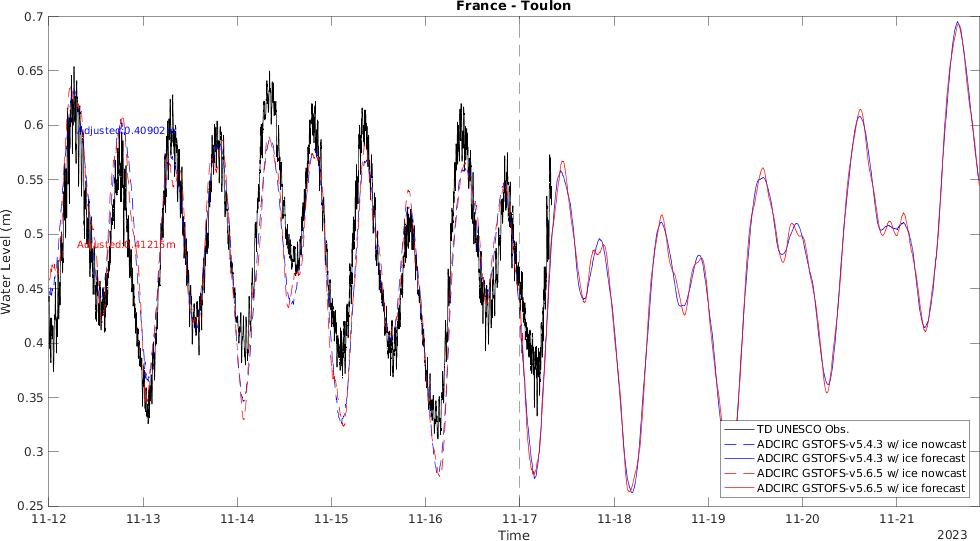 France - Toulon
0.7
0.65
0.6
0.55
0.5
0.45
0.4
0.35
0.3
0.25
Water Level (m)
Adjusted:0.40902m
Adjusted:0.41215m
TD UNESCO Obs.
ADCIRC GSTOFS-v5.4.3 w/ ice nowcast
ADCIRC GSTOFS-v5.4.3 w/ ice forecast
ADCIRC GSTOFS-v5.6.5 w/ ice nowcast
ADCIRC GSTOFS-v5.6.5 w/ ice forecast
11-12 11-13 11-14 11-15 11-16 11-17 11-18 11-19 11-20 11-21
Time
2023